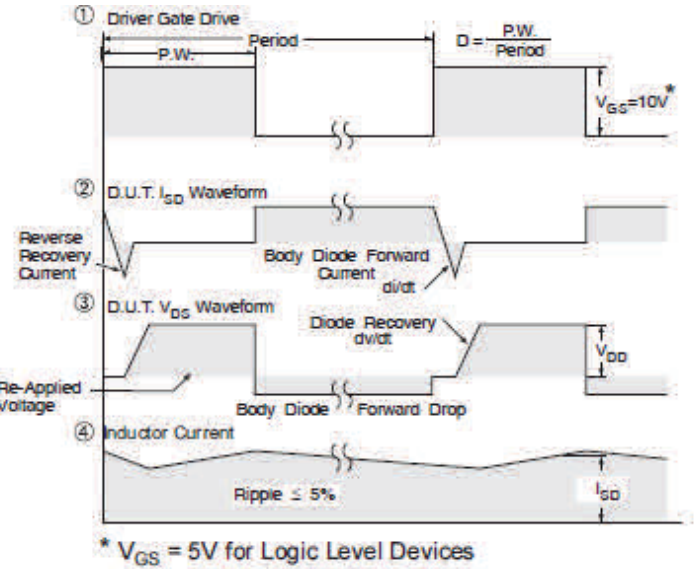 ① Driver Gate Drive
P.W.
Period
D = P.W.
Period
V_GS=10V *
② D.U.T. I_SD Waveform
Reverse
Recovery
Current
Body Diode Forward
Current
di/dt
③ D.U.T. V_DS Waveform
Diode Recovery
dv/dt
V_DD
Re-Applied
Voltage
Body Diode Forward Drop
④ Inductor Current
Ripple ≤ 5%
I_SD
* V_GS = 5V for Logic Level Devices